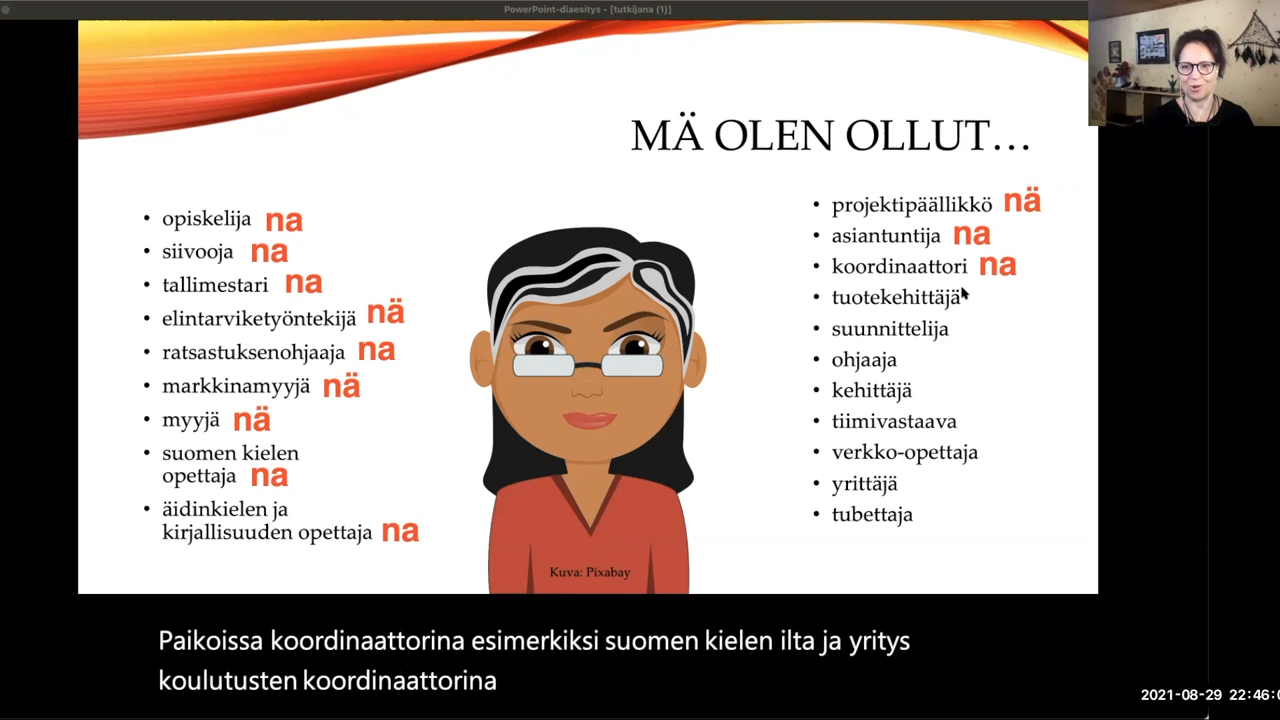 PowerPoint-diaesitys - [tutkijana (1)]
MÄ OLEN OLLUT...
• opiskelija na
• siivooja na
• tallimestari na
• elintarviketyöntekijä nä
• ratsastuksenohjaaja na
• markkinamyyjä nä
• myyjä nä
• suomen kielen
opettaja na
• äidinkielen ja
kirjallisuuden opettaja na
• projektipäällikkö nä
• asiantuntija na
• koordinaattori na
• tuotekehittäjä
• suunnittelija
• ohjaaja
• kehittäjä
• tiimivastaava
• verkko-opettaja
• yrittäjä
• tubettaja
Kuva: Pixabay
Paikoissa koordinaattorina esimerkiksi suomen kielen ilta ja yritys
koulutusten koordinaattorina
2021-08-29 22:46:0